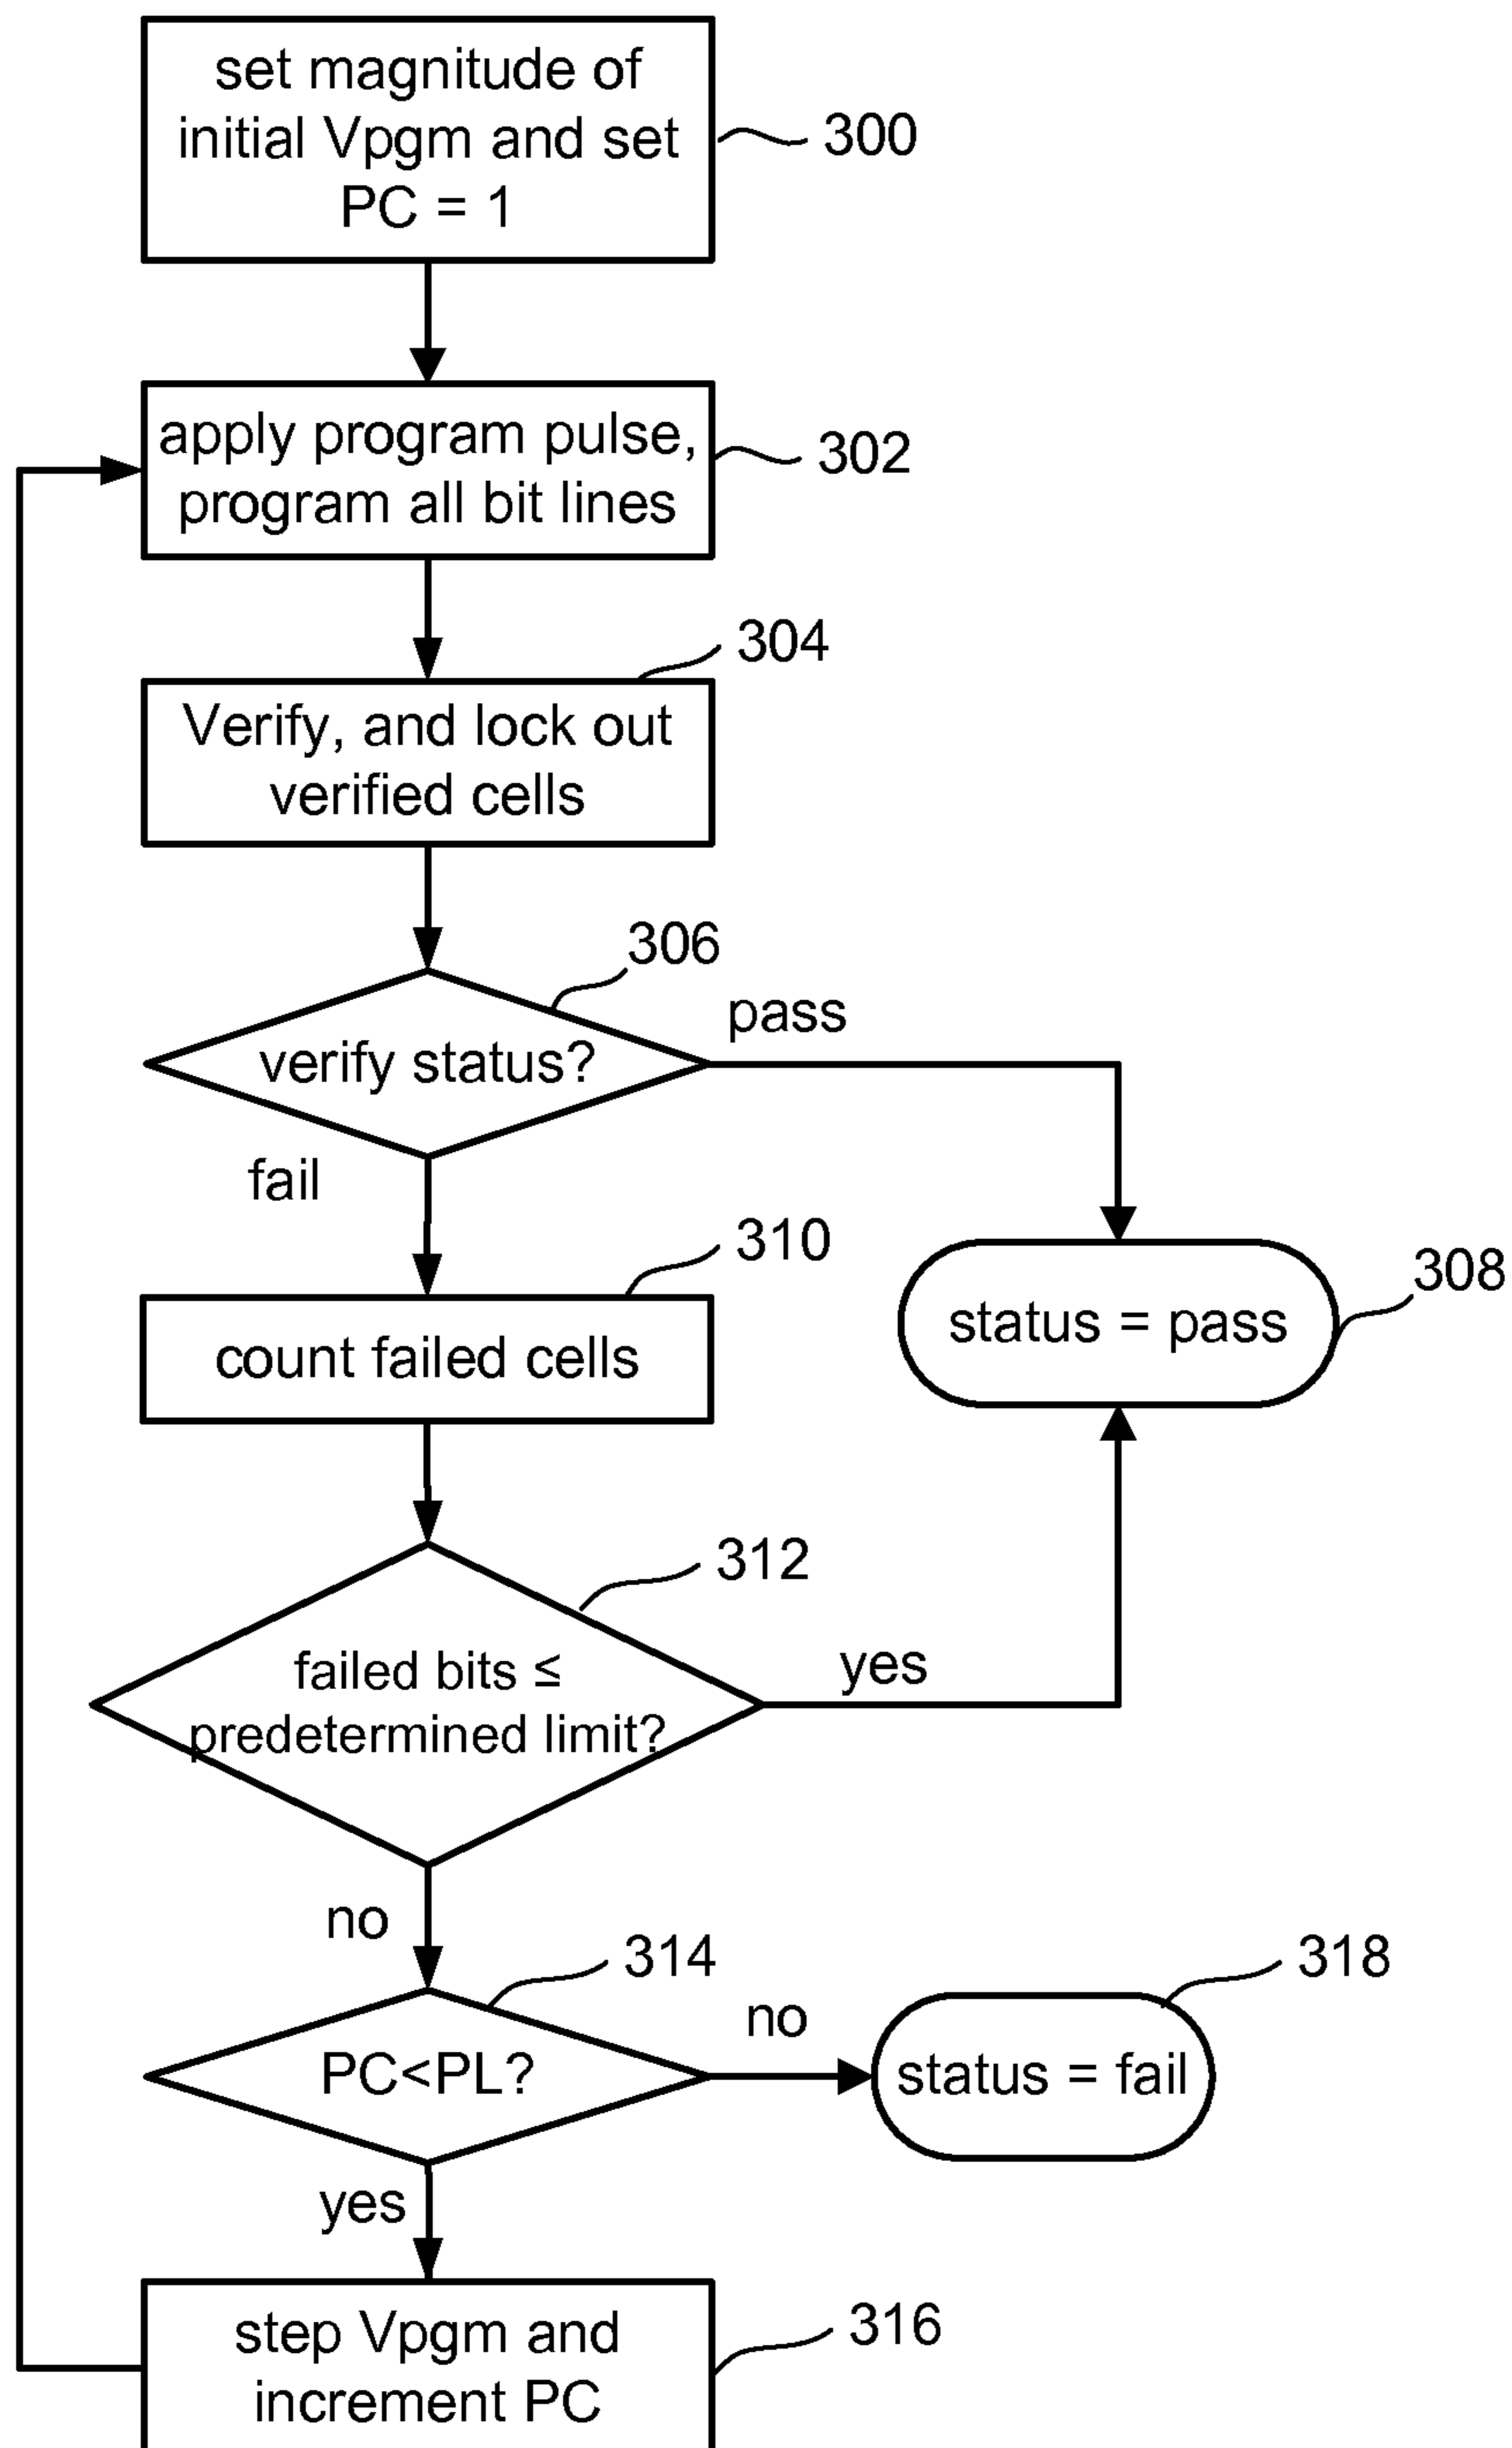 set magnitude of
initial Vpgm and set
PC = 1
300
apply program pulse,
program all bit lines
302
304
Verify, and lock out
verified cells
306
pass
verify status?
fail
310
308
status = pass
count failed cells
312
failed bits ≤
predetermined limit?
yes
no
314
318
no
PC<PL?
status = fail
yes
step Vpgm and
increment PC
316